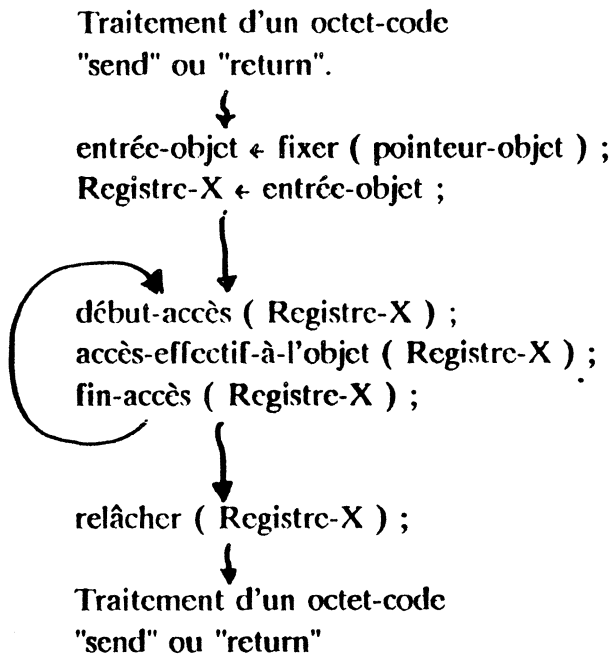 Traitement d'un octet-code
"send" ou "return".
entrée-objet ← fixer ( pointeur-objet ) ;
Registre-X ← entrée-objet ;
début-accès ( Registre-X ) ;
accès-effectif-à-l'objet ( Registre-X ) ;
fin-accès ( Registre-X ) ;
relâcher ( Registre-X ) ;
Traitement d'un octet-code
"send" ou "return"